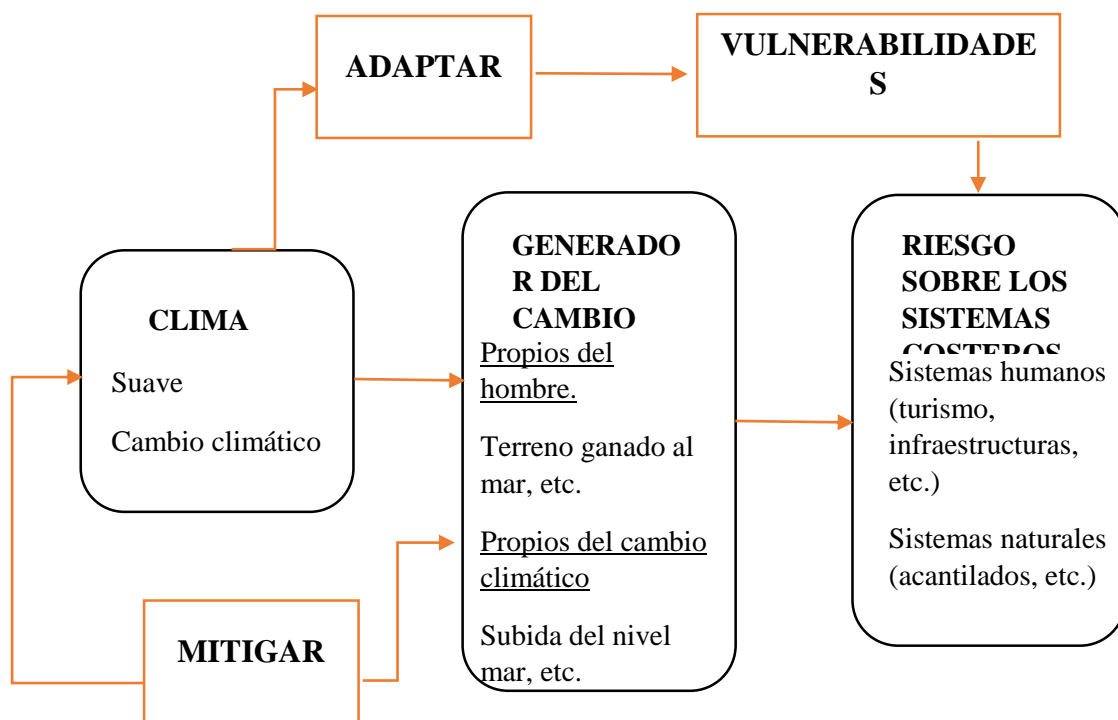 ADAPTAR
VULNERABILIDADE
S
CLIMA
Suave
Cambio climático
GENERADO
R DEL
CAMBIO
Propios del
hombre.
Terreno ganado al
mar, etc.
Propios del cambio
climático
Subida del nivel
mar, etc.
RIESGO
SOBRE LOS
SISTEMAS
COSTEROS
Sistemas humanos
(turismo,
infraestructuras,
etc.)
Sistemas naturales
(acantilados, etc.)
MITIGAR